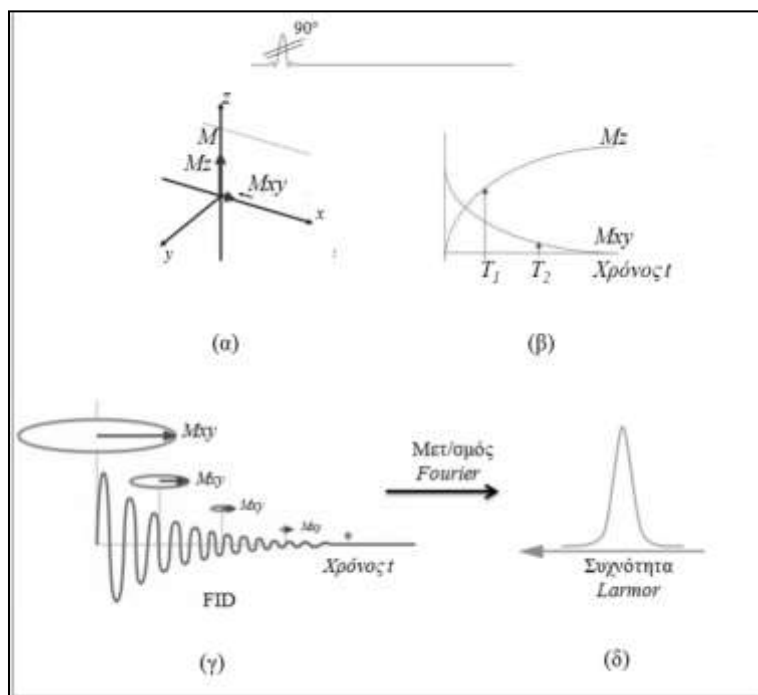 90°
z
M
Mz
Mxy
x
y
(α)
Mz
Mxy
T1 T2 Χρόνος t
(β)
Mxy
Mxy
Mxy
Mxy
Χρόνος t
FID
(γ)
Μετ/σμός
Fourier
Συχνότητα
Larmor
(δ)